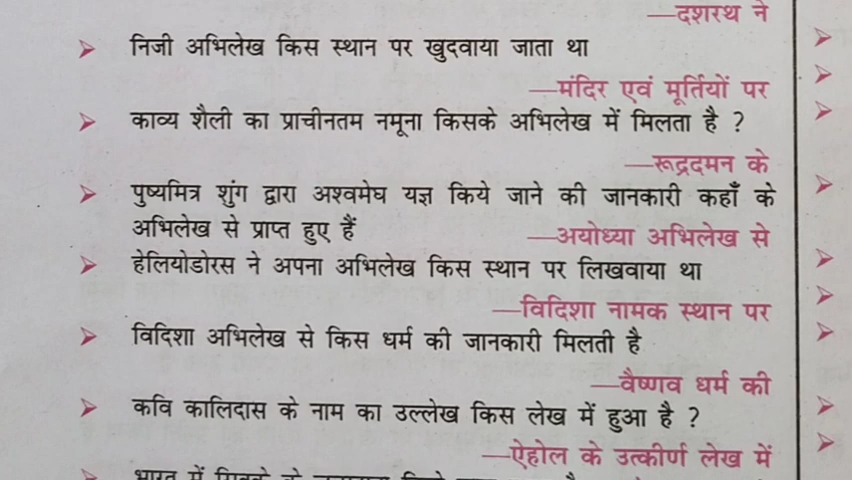 —दशरथ ने
निजी अभिलेख किस स्थान पर खुदवाया जाता था
—मंदिर एवं मूर्तियों पर
काव्य शैली का प्राचीनतम नमूना किसके अभिलेख में मिलता है ?
—रूद्रदमन के
पुष्यमित्र शुंग द्वारा अश्वमेघ यज्ञ किये जाने की जानकारी कहाँ के
अभिलेख से प्राप्त हुए हैं —अयोध्या अभिलेख से
हेलियोडोरस ने अपना अभिलेख किस स्थान पर लिखवाया था
—विदिशा नामक स्थान पर
विदिशा अभिलेख से किस धर्म की जानकारी मिलती है
—वैष्णव धर्म की
कवि कालिदास के नाम का उल्लेख किस लेख में हुआ है ?
—ऐहोल के उत्कीर्ण लेख में
भारत में